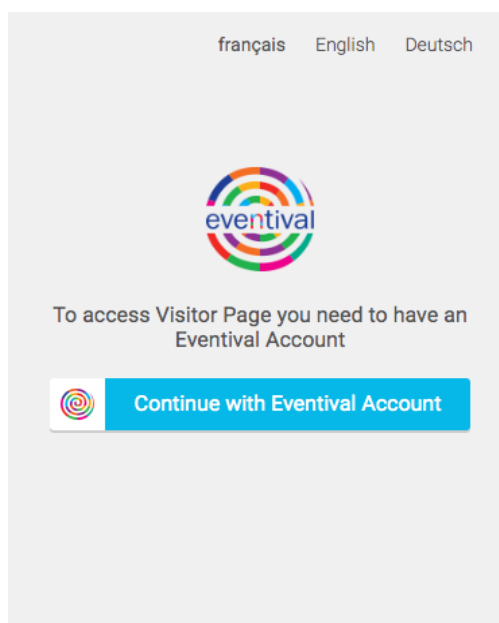 français English Deutsch
eventival
To access Visitor Page you need to have an
Eventival Account
Continue with Eventival Account